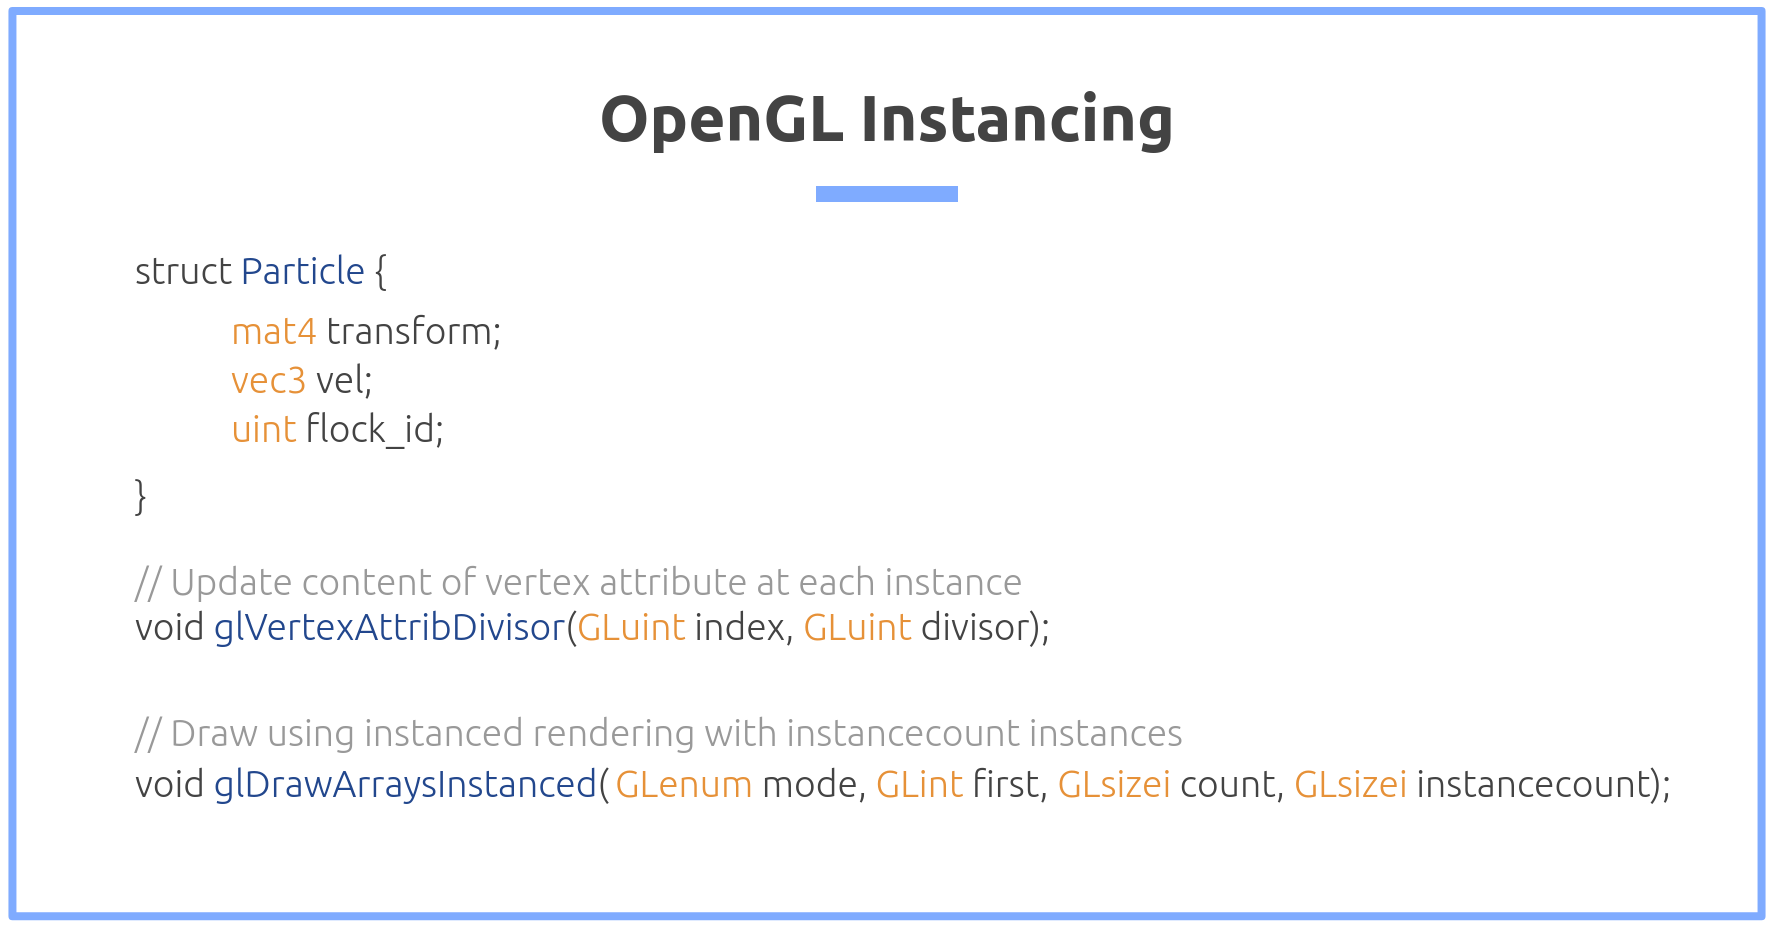 OpenGL Instancing
struct Particle {
mat4 transform;
vec3 vel;
uint flock_id;
}
// Update content of vertex attribute at each instance
void glVertexAttribDivisor(GLuint index, GLuint divisor);
// Draw using instanced rendering with instancecount instances
void glDrawArraysInstanced( GLenum mode, GLint first, GLsizei count, GLsizei instancecount);